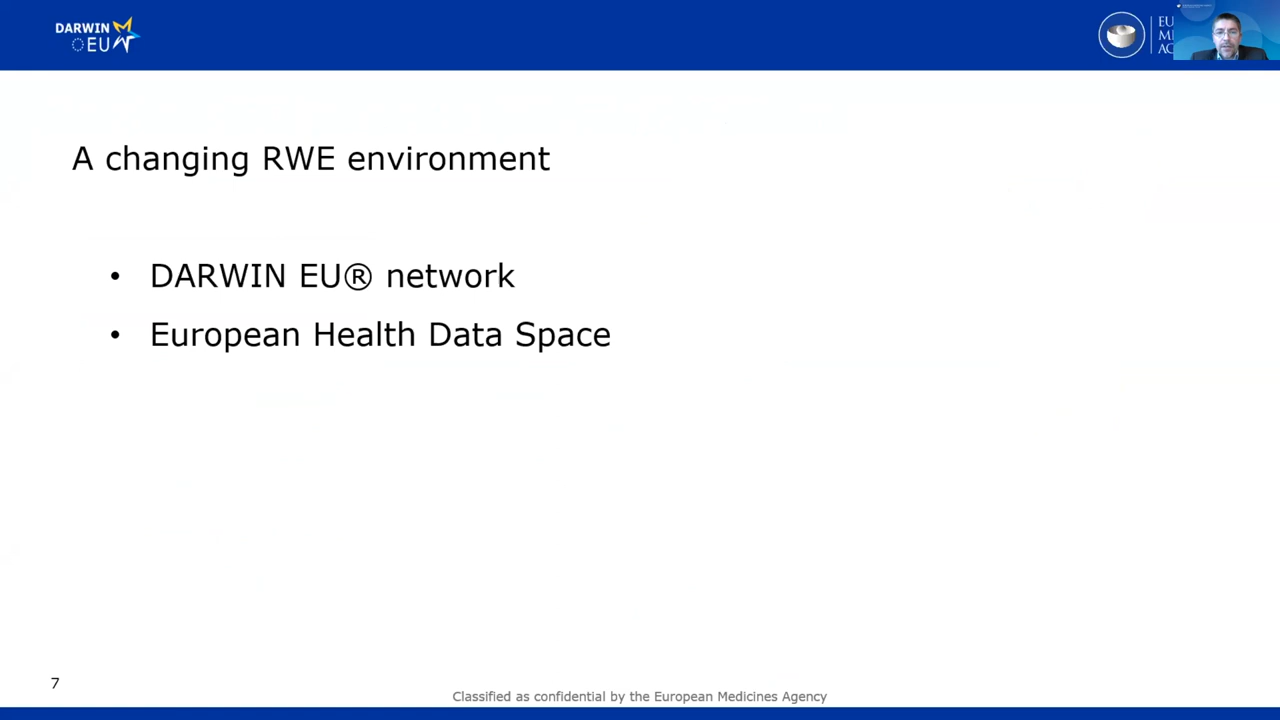 DARWIN
EU
EU
M
A changing RWE environment
• DARWIN EU® network
• European Health Data Space
7
Classified as confidential by the European Medicines Agency